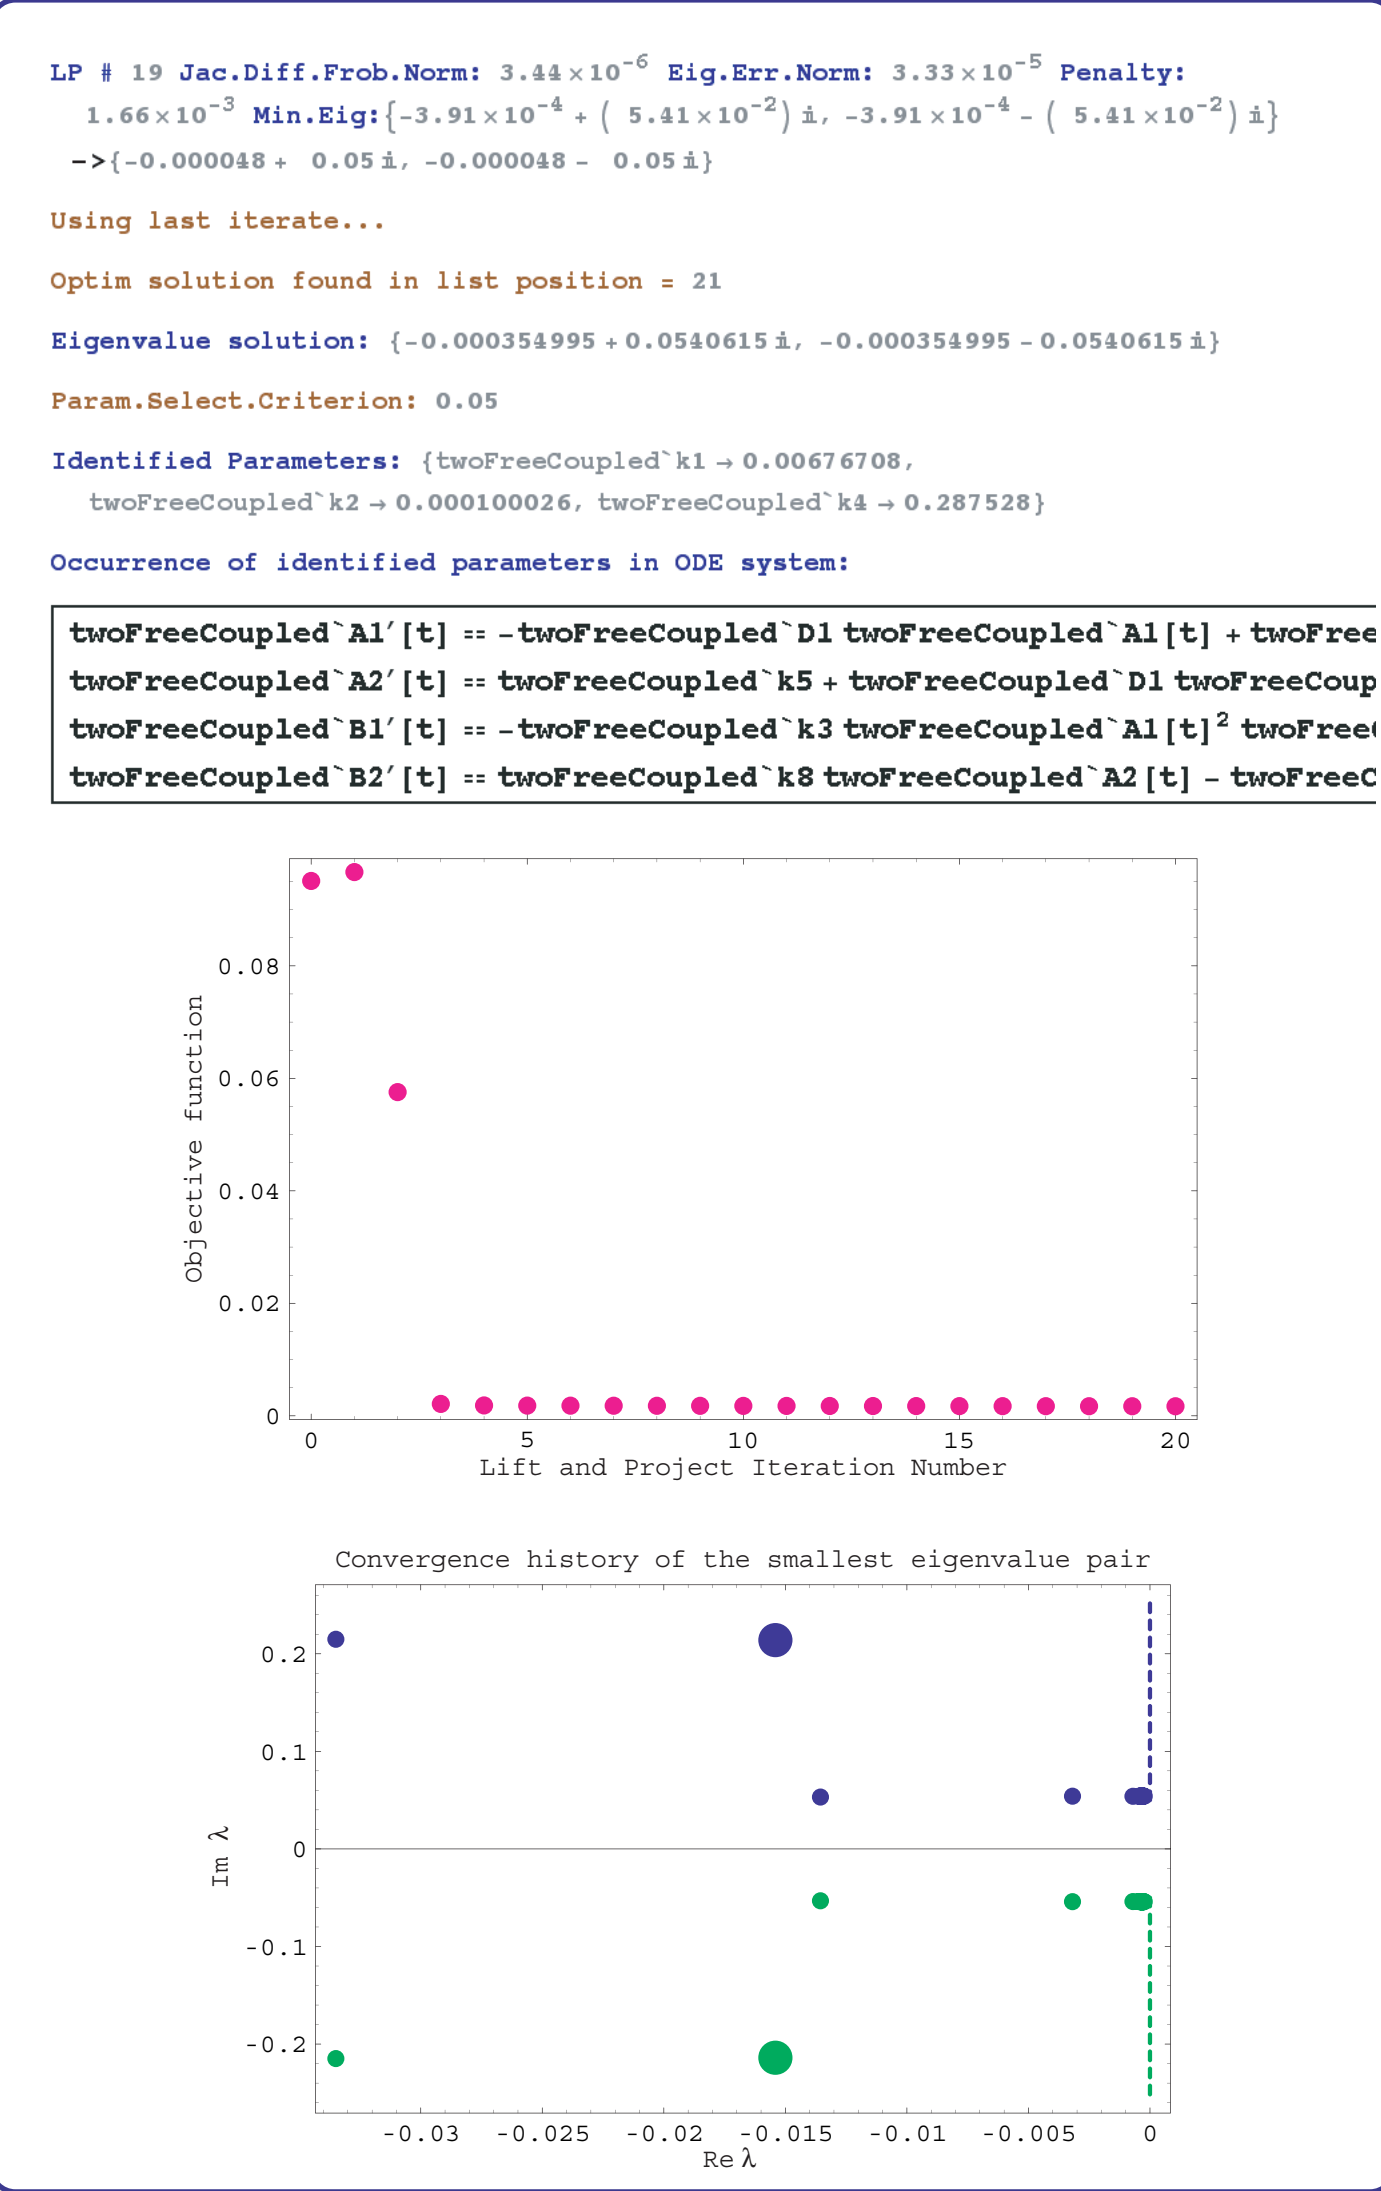 LP # 19 Jac.Diff.Frob.Norm: 3.44×10^-6 Eig.Err.Norm: 3.33×10^-5 Penalty:
1.66×10^-3 Min.Eig:{-3.91×10^-4 + ( 5.41×10^-2) i, -3.91×10^-4 - ( 5.41×10^-2) i}
->{-0.000048 + 0.05 i, -0.000048 - 0.05 i}
Using last iterate...
Optim solution found in list position = 21
Eigenvalue solution: {-0.000354995 + 0.0540615 i, -0.000354995 - 0.0540615 i}
Param.Select.Criterion: 0.05
Identified Parameters: {twoFreeCoupled`k1 → 0.00676708,
twoFreeCoupled`k2 → 0.000100026, twoFreeCoupled`k4 → 0.287528}
Occurrence of identified parameters in ODE system:
twoFreeCoupled`A1′[t] == -twoFreeCoupled`D1 twoFreeCoupled`A1[t] + twoFree
twoFreeCoupled`A2′[t] == twoFreeCoupled`k5 + twoFreeCoupled`D1 twoFreeCoup
twoFreeCoupled`B1′[t] == -twoFreeCoupled`k3 twoFreeCoupled`A1[t]² twoFree
twoFreeCoupled`B2′[t] == twoFreeCoupled`k8 twoFreeCoupled`A2[t] - twoFree
Objective function
0.08
0.06
0.04
0.02
0
0 5 10 15 20
Lift and Project Iteration Number
Convergence history of the smallest eigenvalue pair
Im λ
0.2
0.1
0
-0.1
-0.2
-0.03 -0.025 -0.02 -0.015 -0.01 -0.005 0
Re λ